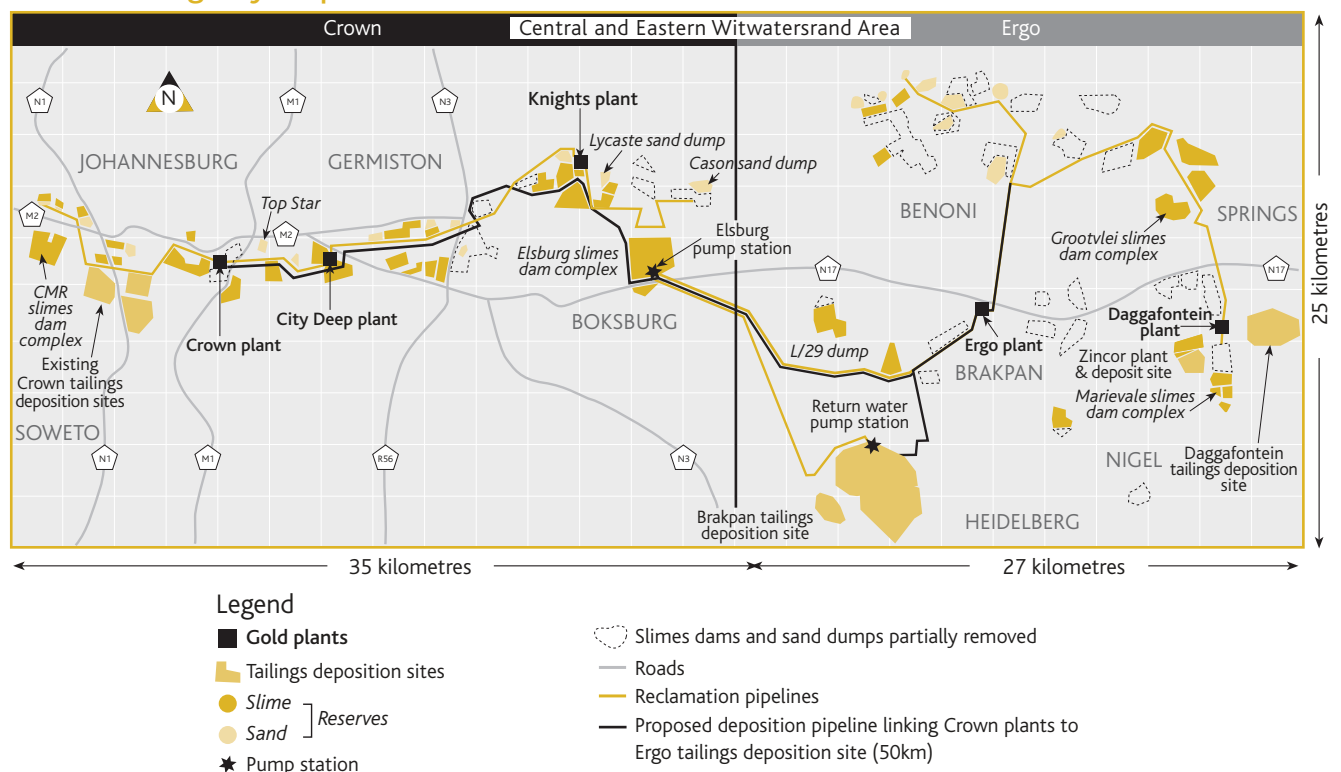 Crown
Central and Eastern Witwatersrand Area
Ergo
N1
N
M1
N3
Knights plant
Lycaste sand dump
Cason sand dump
JOHANNESBURG
GERMISTON
BENONI
SPRINGS
M2
Top Star
M2
Elsburg
pump station
Grootvlei slimes
dam complex
Elsburg slimes
dam complex
N17
N17
CMR
slimes
dam
complex
City Deep plant
BOKSBURG
Daggafontein
plant
Crown plant
Ergo plant
L/29 dump
BRAKPAN
Zincor plant
& deposit site
Existing
Crown tailings
deposition sites
Return water
pump station
Marievale slimes
dam complex
SOWETO
N1
M1
R56
N3
NIGEL
Daggafontein
tailings deposition
site
Brakpan tailings
deposition site
HEIDELBERG
25 kilometres
35 kilometres
27 kilometres
Legend
Gold plants
Tailings deposition sites
Slime
Sand
Reserves
Pump station
Slimes dams and sand dumps partially removed
Roads
Reclamation pipelines
Proposed deposition pipeline linking Crown plants to
Ergo tailings deposition site (50km)